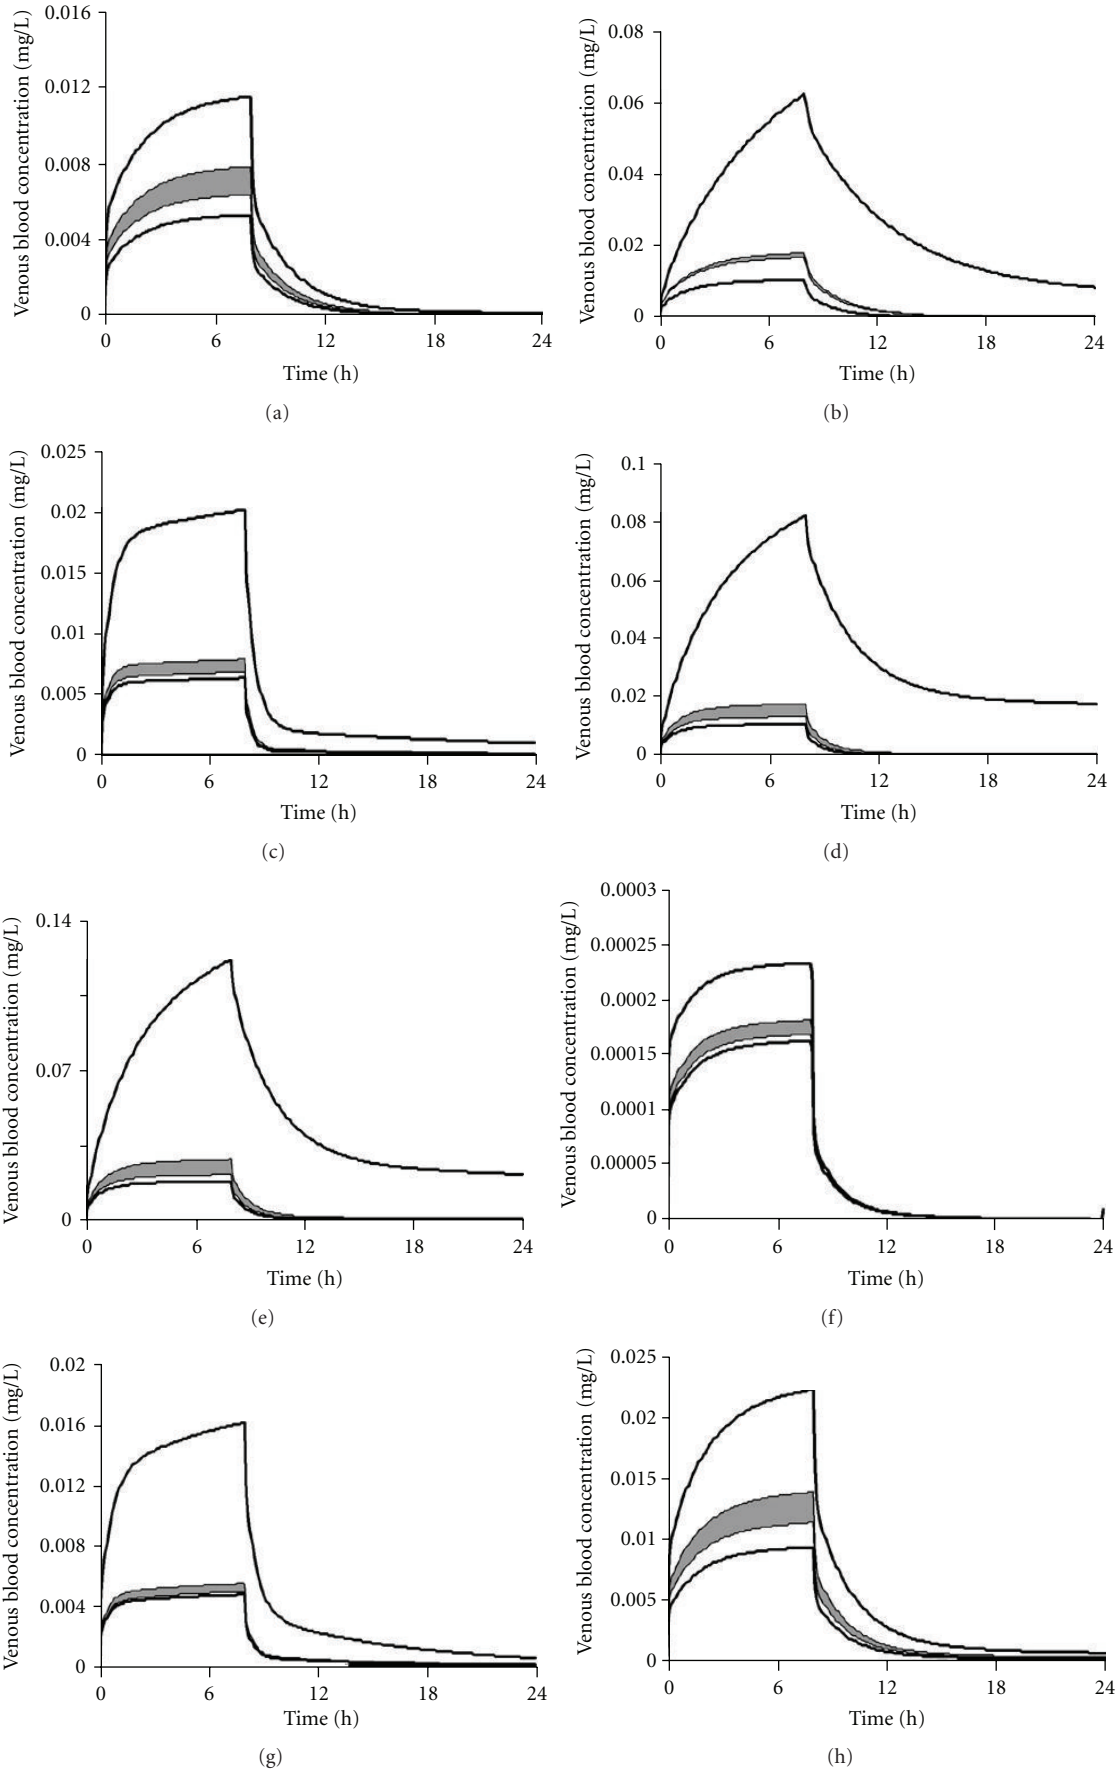 Venous blood concentration (mg/L)
0.016
0.012
0.008
0.004
0
0 6 12 18 24
Time (h)
(a)
Venous blood concentration (mg/L)
0.08
0.06
0.04
0.02
0
0 6 12 18 24
Time (h)
(b)
Venous blood concentration (mg/L)
0.025
0.02
0.015
0.01
0.005
0
0 6 12 18 24
Time (h)
(c)
Venous blood concentration (mg/L)
0.1
0.08
0.06
0.04
0.02
0
0 6 12 18 24
Time (h)
(d)
Venous blood concentration (mg/L)
0.14
0.07
0
0 6 12 18 24
Time (h)
(e)
Venous blood concentration (mg/L)
0.0003
0.00025
0.0002
0.00015
0.0001
0.00005
0
0 6 12 18 24
Time (h)
(f)
Venous blood concentration (mg/L)
0.02
0.016
0.012
0.008
0.004
0
0 6 12 18 24
Time (h)
(g)
Venous blood concentration (mg/L)
0.025
0.02
0.015
0.01
0.005
0
0 6 12 18 24
Time (h)
(h)